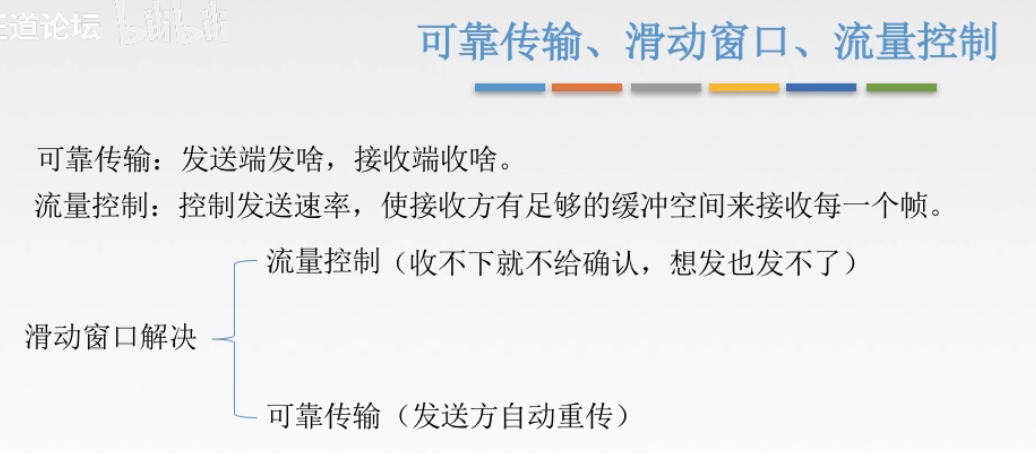 王道论坛 bilibili
可靠传输、滑动窗口、流量控制
可靠传输：发送端发啥，接收端收啥。
流量控制：控制发送速率，使接收方有足够的缓冲空间来接收每一个帧。
流量控制（收不下就不给确认，想发也发不了）
滑动窗口解决
可靠传输（发送方自动重传）